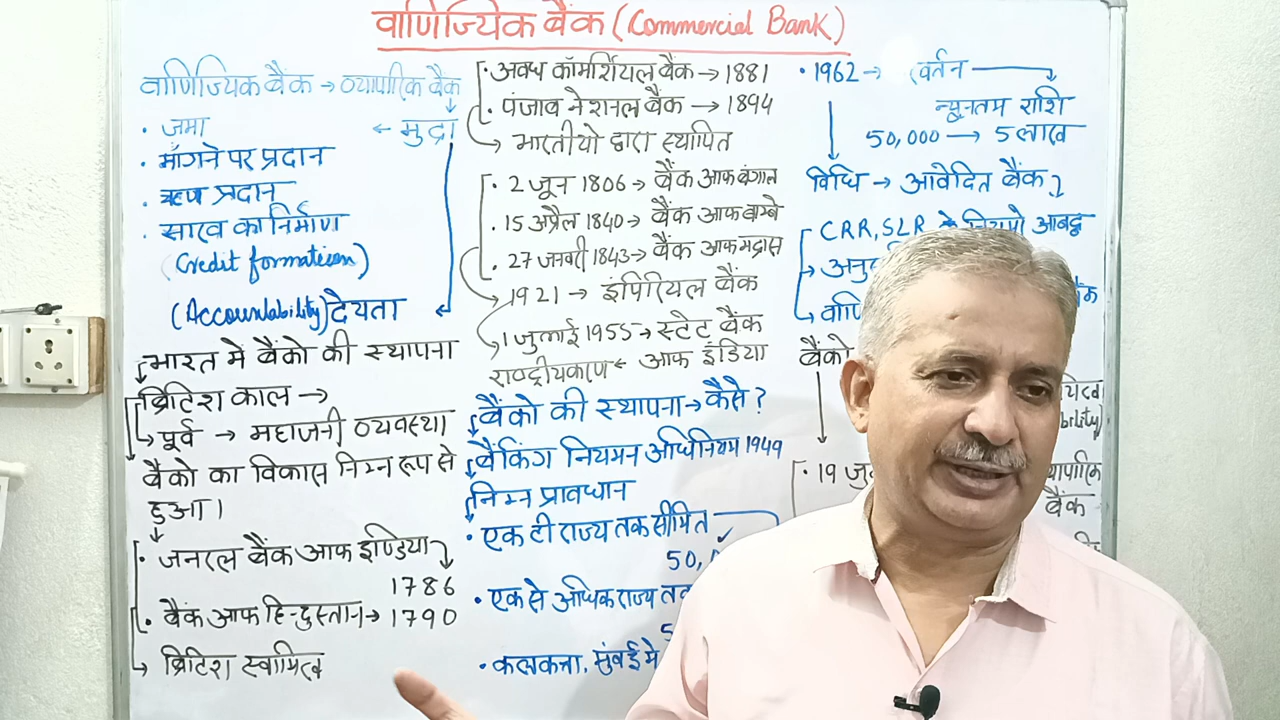 वाणिज्यिक बैंक (Commercial Bank)
वाणिज्यिक बैंक → व्यापारिक बैंक
· जमा ← मुद्रा
· माँगने पर प्रदान
· ऋण प्रदान
· साख का निर्माण
(Credit formation)
(Accountability) देयता
भारत मे बैंको की स्थापना
ब्रिटिश काल →
पूर्व → महाजनी व्यवस्था
बैंको का विकास निम्न रूप से
हुआ।
· जनरल बैंक आफ इण्डिया
1786
· बैंक आफ हिन्दुस्तान → 1790
→ ब्रिटिश स्वामित्व
· अवध कॉमर्शियल बैंक → 1881
· पंजाब नेशनल बैंक → 1894
→ भारतीयो द्वारा स्थापित
· 2 जून 1806 → बैंक आफ बंगाल
· 15 अप्रैल 1840 → बैंक आफ बाम्बे
· 27 जनवरी 1843 → बैंक आफ मद्रास
→ 1921 → इंपिरियल बैंक
1 जुलाई 1955 → स्टेट बैंक
राष्ट्रीयकरण ← आफ इंडिया
बैंको की स्थापना → कैसे?
बैंकिंग नियमन अधिनियम 1949
निम्न प्रावधान
· एक ही राज्य तक सीमित
50,
· एक से अधिक राज्य
· कलकत्ता, मुंबई मे
· 1962 → वर्तन
न्यूनतम राशि
50,000 → 5 लाख
विधि → आवेदित बैंक
CRR, SLR के नियमो आबद्ध
बैंको
· 19
बैंक